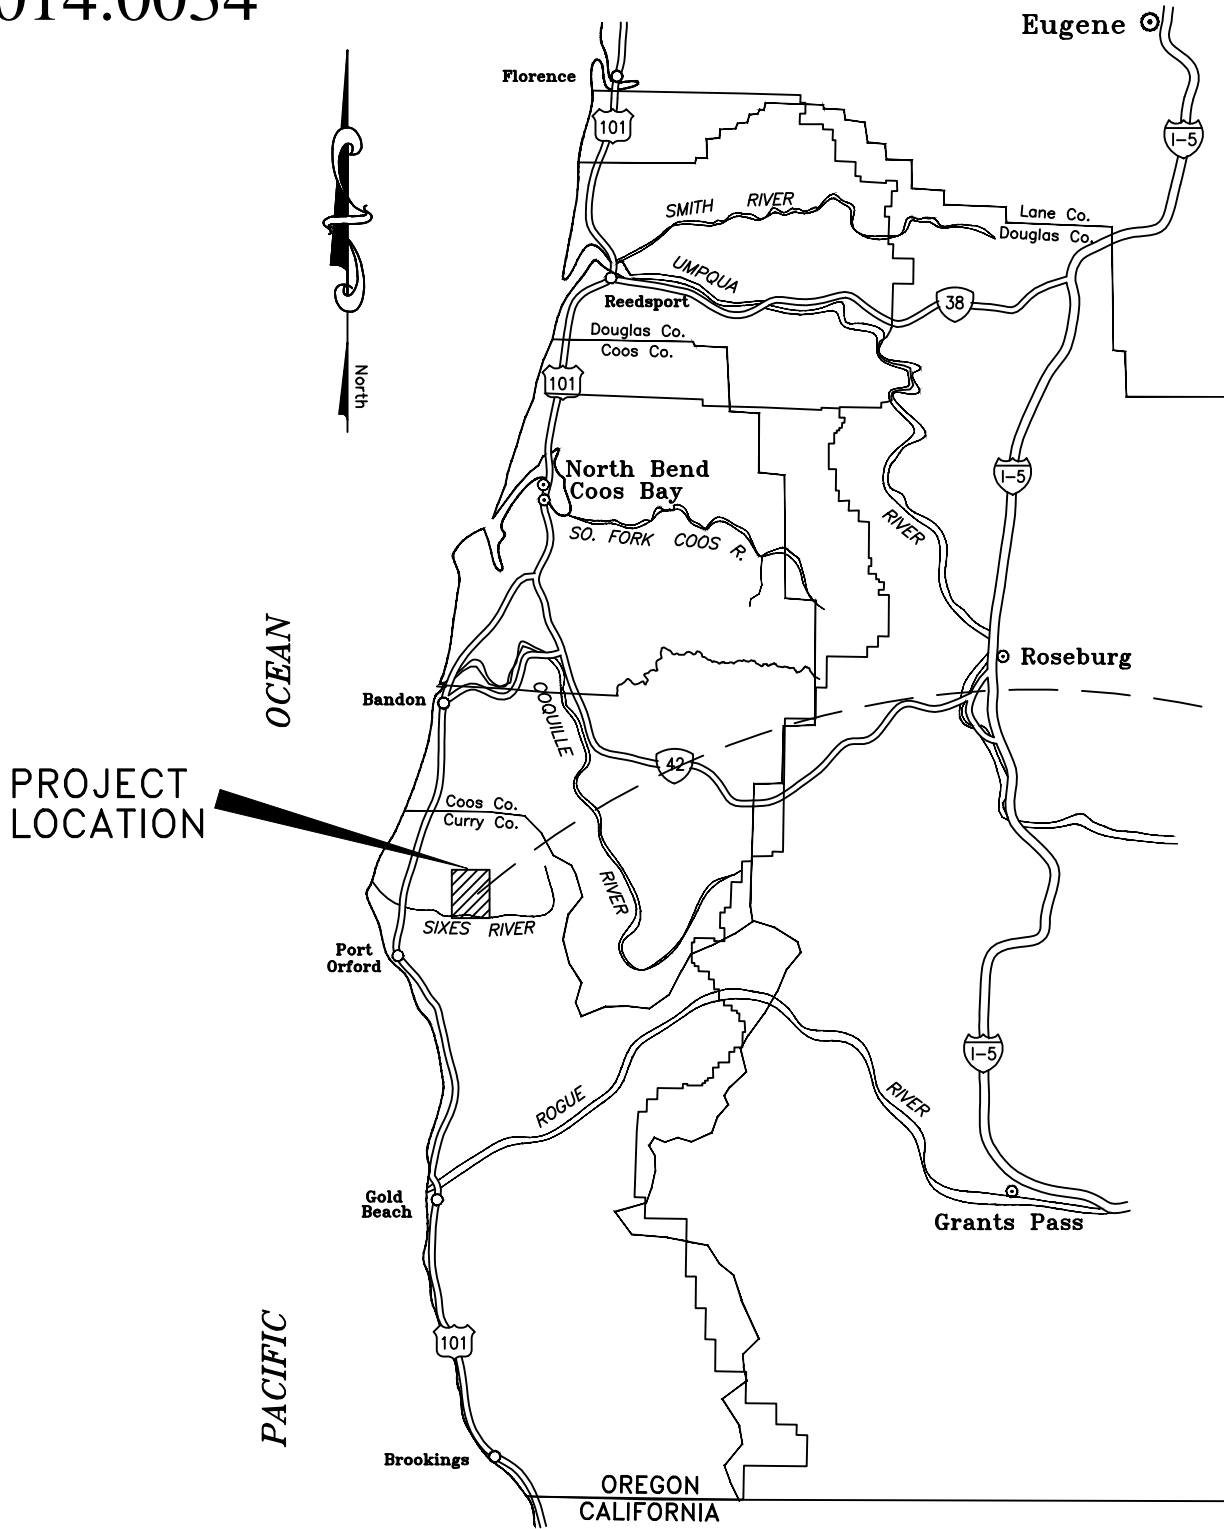 014.0034
Eugene
Florence
101
I-5
SMITH RIVER
Lane Co.
Douglas Co.
UMPQUA
Reedsport
38
Douglas Co.
Coos Co.
North
101
North Bend
Coos Bay
I-5
RIVER
SO. FORK COOS R.
OCEAN
Roseburg
Bandon
COQUILLE
42
PROJECT
LOCATION
Coos Co.
Curry Co.
RIVER
SIXES RIVER
Port
Orford
I-5
ROGUE
RIVER
Gold
Beach
Grants Pass
PACIFIC
101
Brookings
OREGON
CALIFORNIA